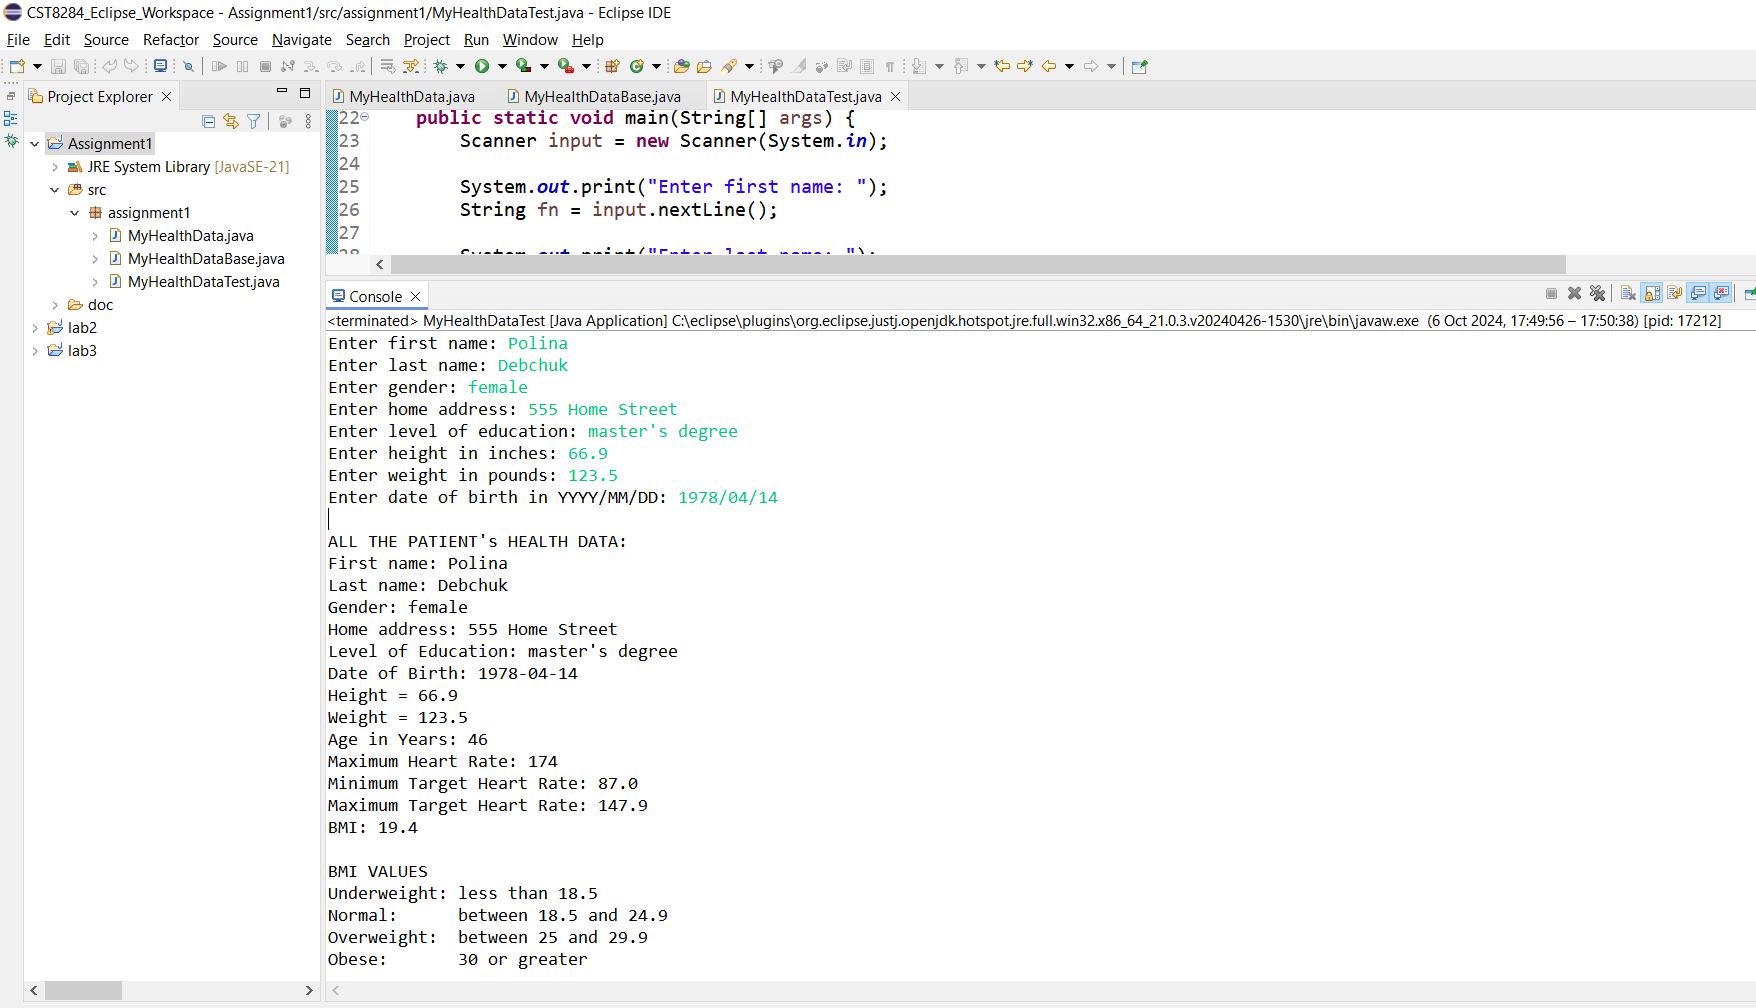 CST8284_Eclipse_Workspace - Assignment1/src/assignment1/MyHealthDataTest.java - Eclipse IDE
File Edit Source Refactor Source Navigate Search Project Run Window Help
Project Explorer
MyHealthData.java MyHealthDataBase.java MyHealthDataTest.java
Assignment1
JRE System Library [JavaSE-21]
src
assignment1
MyHealthData.java
MyHealthDataBase.java
MyHealthDataTest.java
doc
lab2
lab3
22 public static void main(String[] args) {
23 Scanner input = new Scanner(System.in);
24
25 System.out.print("Enter first name: ");
26 String fn = input.nextLine();
27
28 System.out.print("Enter last name: ");
Console
<terminated> MyHealthDataTest [Java Application] C:\eclipse\plugins\org.eclipse.justj.openjdk.hotspot.jre.full.win32.x86_64_21.0.3.v20240426-1530\jre\bin\javaw.exe (6 Oct 2024, 17:49:56 – 17:50:38) [pid: 17212]
Enter first name: Polina
Enter last name: Debchuk
Enter gender: female
Enter home address: 555 Home Street
Enter level of education: master's degree
Enter height in inches: 66.9
Enter weight in pounds: 123.5
Enter date of birth in YYYY/MM/DD: 1978/04/14
ALL THE PATIENT's HEALTH DATA:
First name: Polina
Last name: Debchuk
Gender: female
Home address: 555 Home Street
Level of Education: master's degree
Date of Birth: 1978-04-14
Height = 66.9
Weight = 123.5
Age in Years: 46
Maximum Heart Rate: 174
Minimum Target Heart Rate: 87.0
Maximum Target Heart Rate: 147.9
BMI: 19.4
BMI VALUES
Underweight: less than 18.5
Normal: between 18.5 and 24.9
Overweight: between 25 and 29.9
Obese: 30 or greater